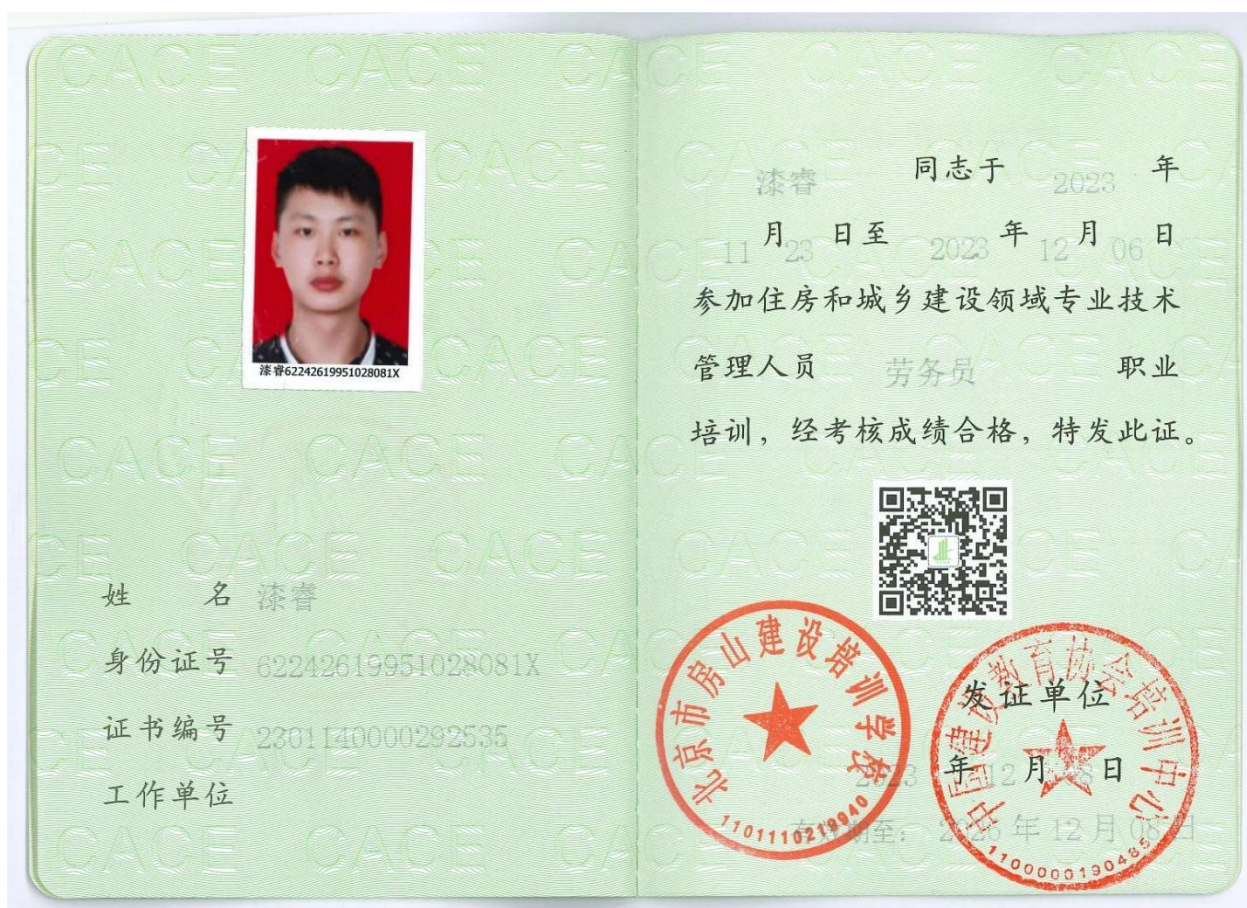 漆睿62242619951028081X
姓 名 漆睿
身份证号 62242619951028081X
证书编号 2301140000292535
工作单位
漆睿 同志于 2023 年
11 月 23 日至 2023 年 12 月 06 日
参加住房和城乡建设领域专业技术
管理人员 劳务员 职业
培训，经考核成绩合格，特发此证。
北京市房山建设培训学校
1101110218940
中国建设教育协会培训中心
1100000190485
发证单位
2023 年 12 月 08 日
有效期至： 2026 年 12 月 08 日
CACE